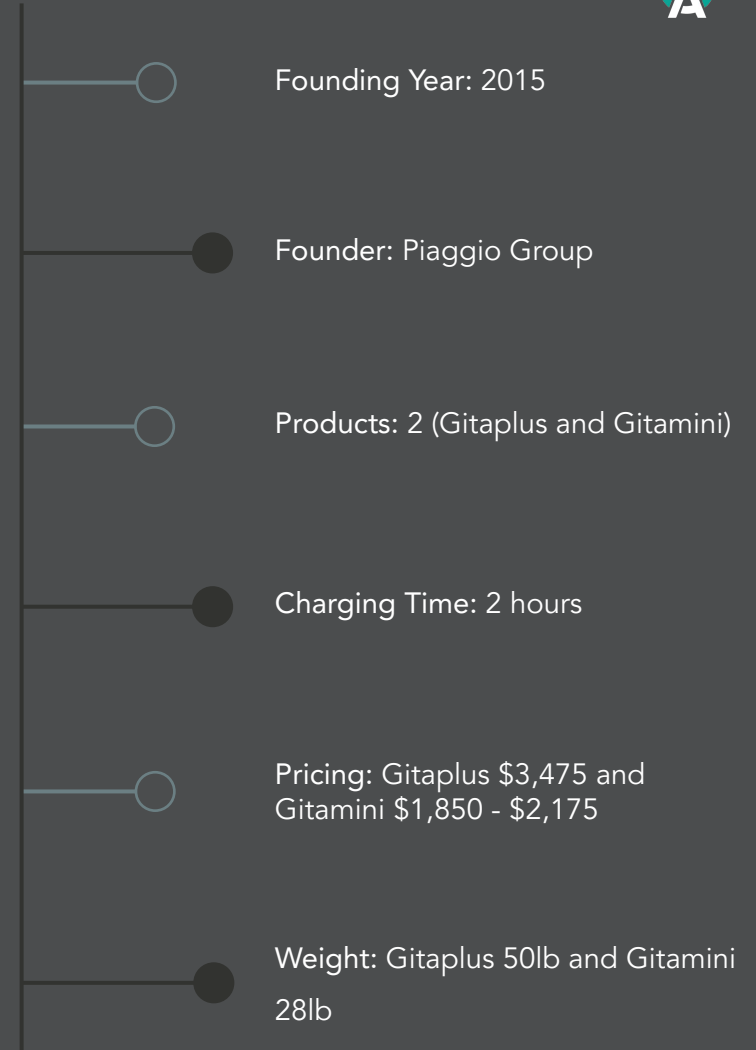 Founding Year: 2015
Founder: Piaggio Group
Products: 2 (Gitaplus and Gitamini)
Charging Time: 2 hours
Pricing: Gitaplus $3,475 and
Gitamini $1,850 - $2,175
Weight: Gitaplus 50lb and Gitamini
28lb